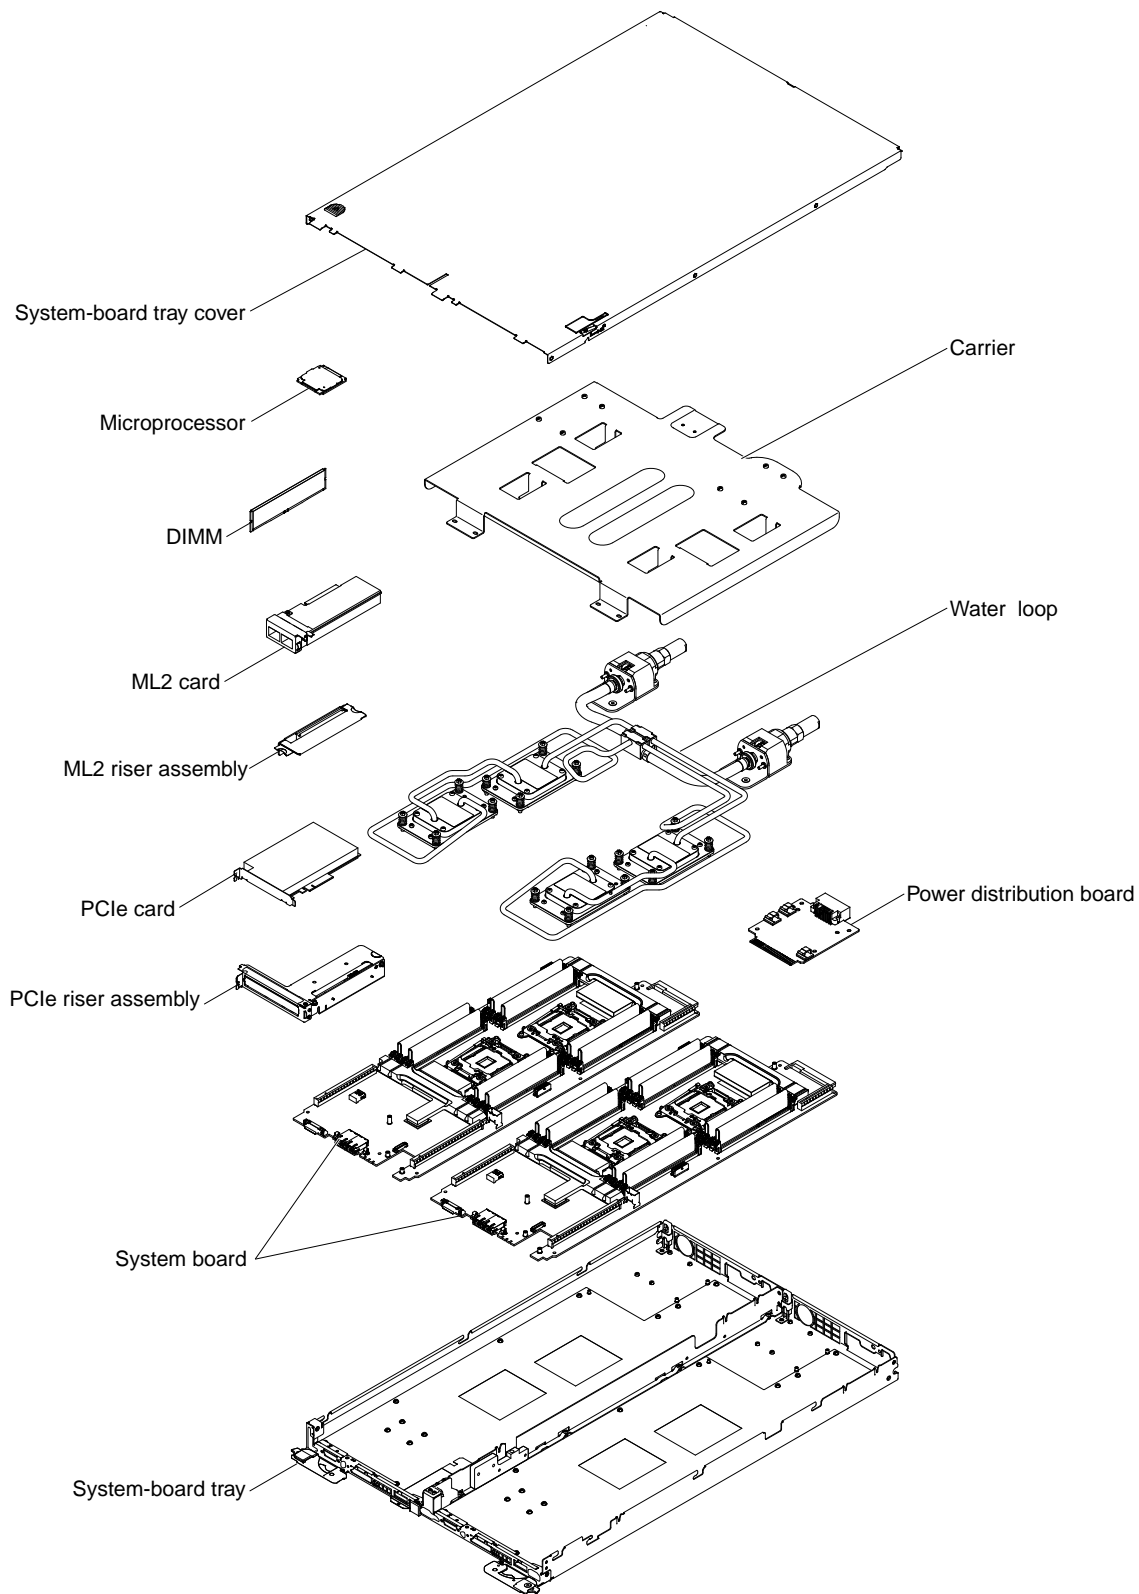 System-board tray cover
Carrier
Microprocessor
DIMM
Water loop
ML2 card
ML2 riser assembly
Power distribution board
PCIe card
PCIe riser assembly
System board
System-board tray